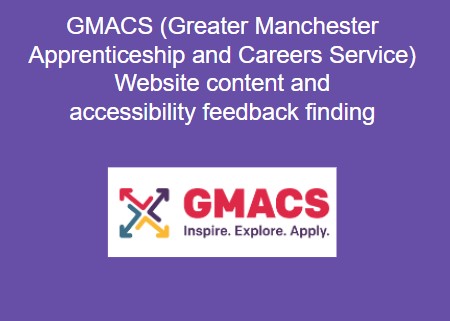 GMACS (Greater Manchester
Apprenticeship and Careers Service)
Website content and
accessibility feedback finding
GMACS
Inspire. Explore. Apply.